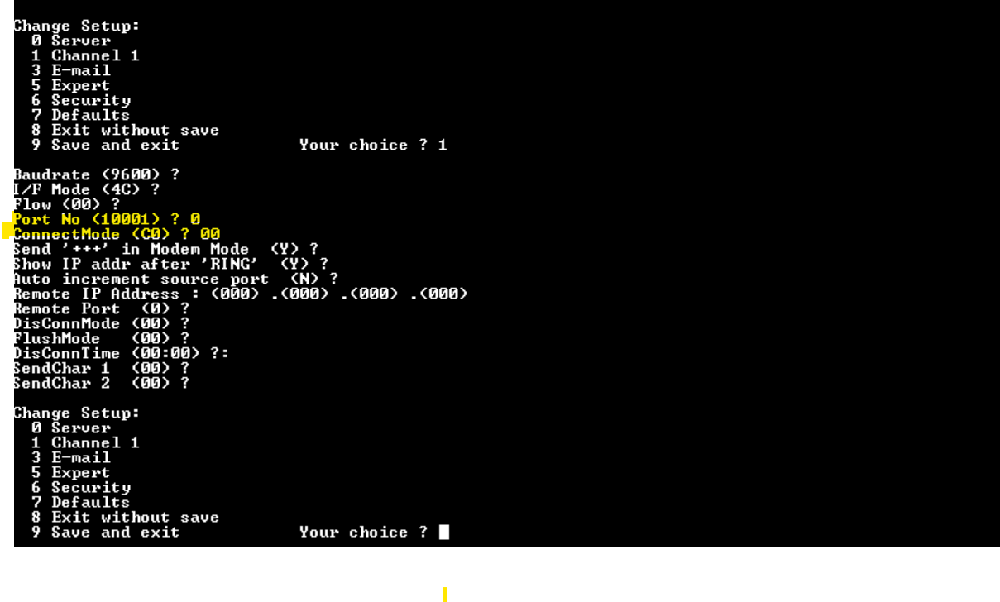 Change Setup:
0 Server
1 Channel 1
3 E-mail
5 Expert
6 Security
7 Defaults
8 Exit without save
9 Save and exit Your choice ? 1
Baudrate (9600) ?
I/F Mode (4C) ?
Flow (00) ?
Port No (10001) ? 0
ConnectMode (C0) ? 00
Send '+++' in Modem Mode (Y) ?
Show IP addr after 'RING' (Y) ?
Auto increment source port (N) ?
Remote IP Address : (000) .(000) .(000) .(000)
Remote Port (0) ?
DisConnMode (00) ?
FlushMode (00) ?
DisConnTime (00:00) ?:
SendChar 1 (00) ?
SendChar 2 (00) ?
Change Setup:
0 Server
1 Channel 1
3 E-mail
5 Expert
6 Security
7 Defaults
8 Exit without save
9 Save and exit Your choice ?